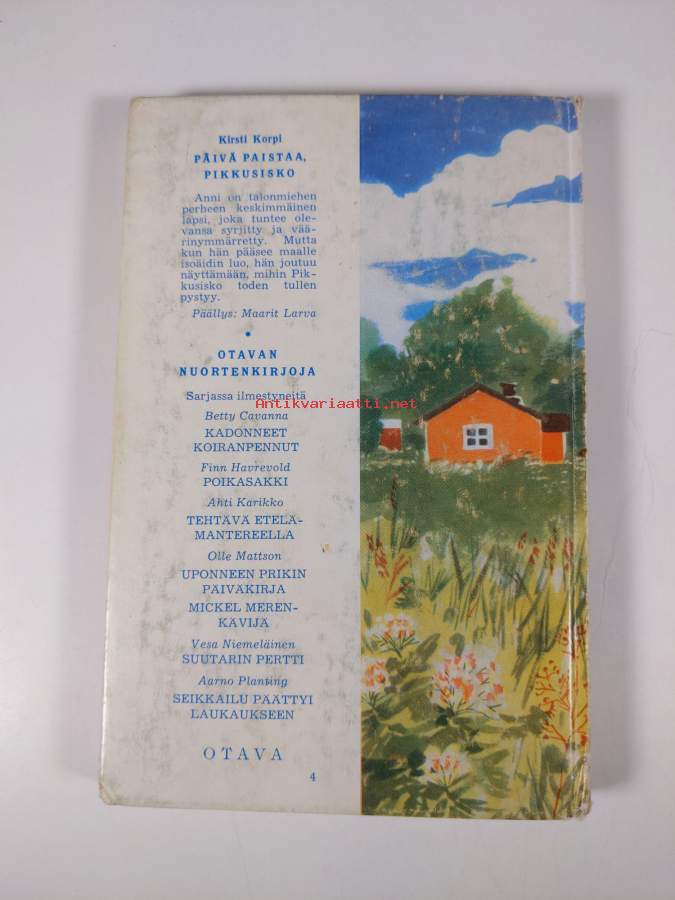 Kirsti Korpi
PÄIVÄ PAISTAA,
PIKKUSISKO
Anni on talonmiehen
perheen keskimmäinen
lapsi, joka tuntee ole-
vansa syrjitty ja vää-
rinymmärretty. Mutta
kun hän pääsee maalle
isoäidin luo, hän joutuu
näyttämään, mihin Pik-
kusisko toden tullen
pystyy.
Päällys: Maarit Larva
•
OTAVAN
NUORTENKIRJOJA
Sarjassa ilmestyneitä
Antikvariaatti.net
Betty Cavanna
KADONNEET
KOIRANPENNUT
Finn Havrevold
POIKASAKKI
Ahti Karikko
TEHTÄVÄ ETELÄ-
MANTEREELLA
Olle Mattson
UPONNEEN PRIKIN
PÄIVÄKIRJA
MICKEL MEREN-
KÄVIJÄ
Vesa Niemeläinen
SUUTARIN PERTTI
Aarno Planting
SEIKKAILU PÄÄTTYI
LAUKAUKSEEN
OTAVA
4